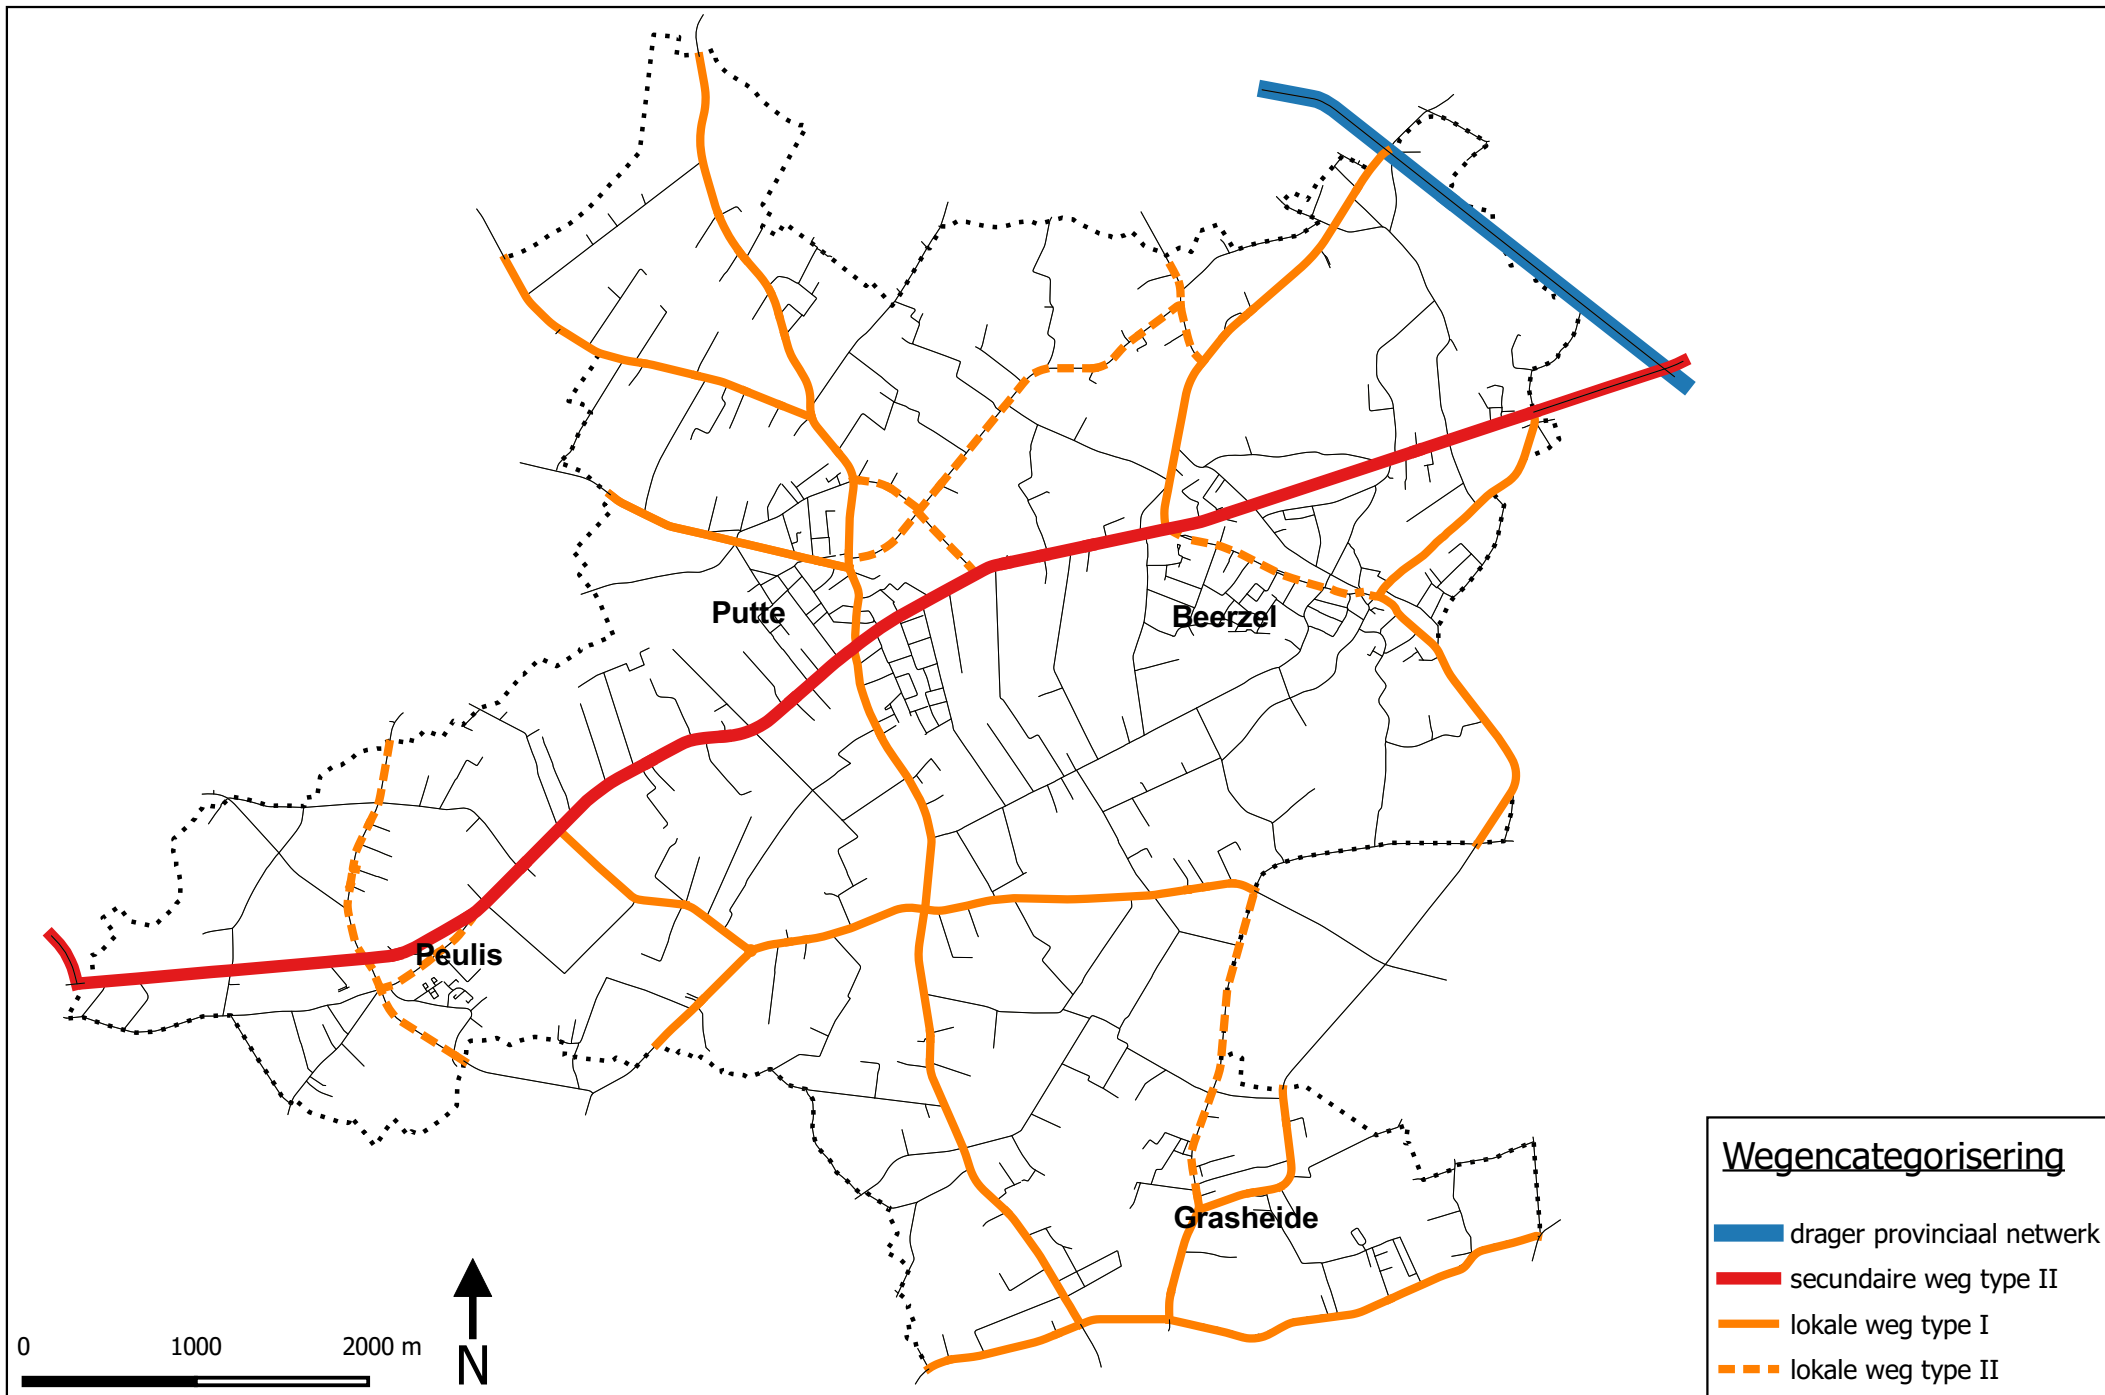 Putte
Beerzel
Peulis
Grasheide
Wegencategorisering
drager provinciaal netwerk
secundaire weg type II
lokale weg type I
lokale weg type II
0 1000 2000 m
N